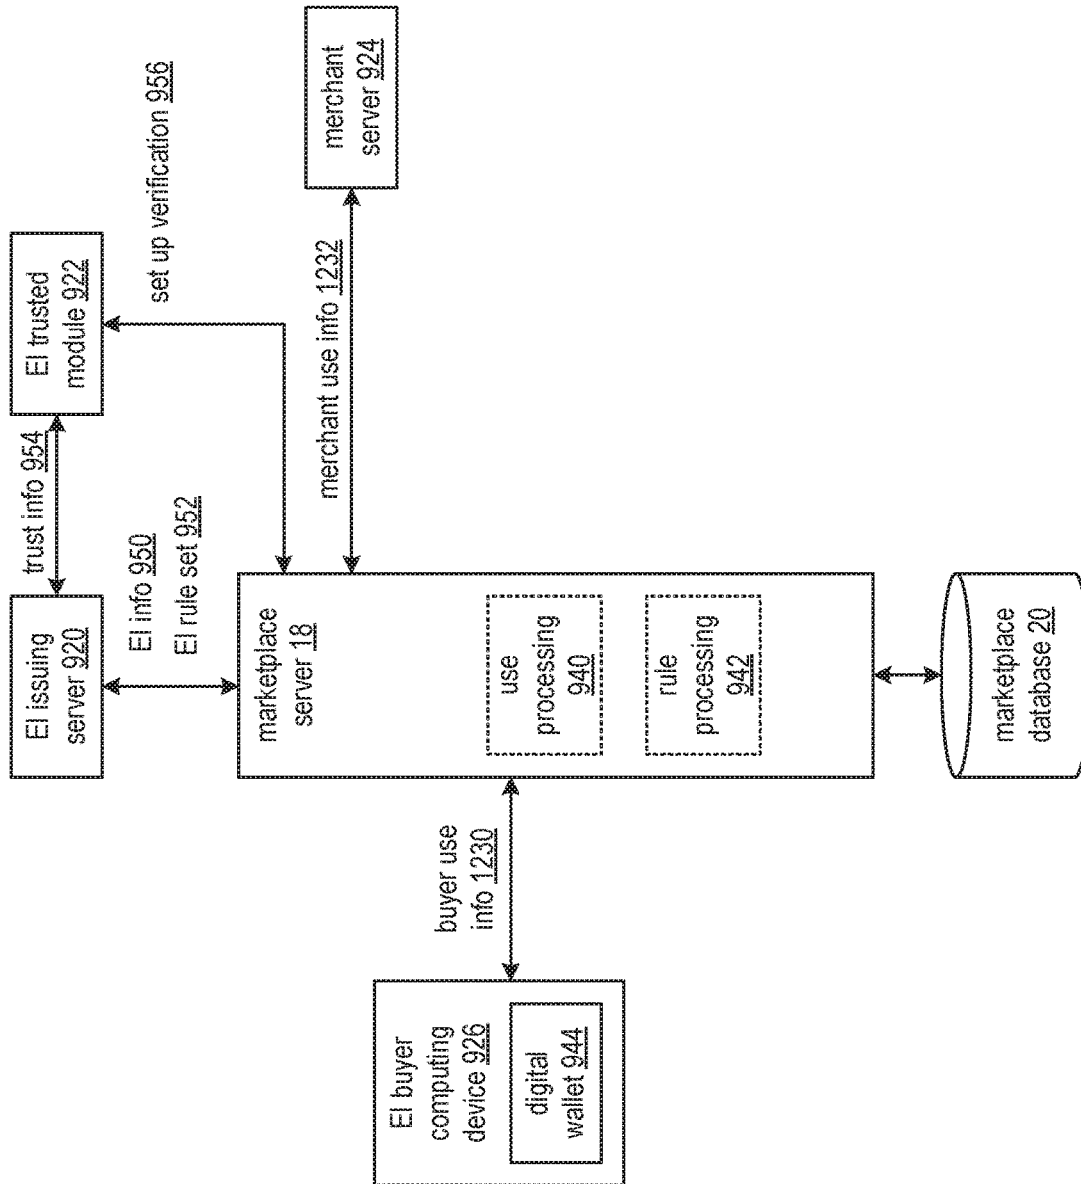 EI issuing
server 920
trust info 954
EI trusted
module 922
EI info 950
EI rule set 952
set up verification 956
marketplace
server 18
use
processing
940
rule
processing
942
merchant use info 1232
merchant
server 924
buyer use
info 1230
EI buyer
computing
device 926
digital
wallet 944
marketplace
database 20